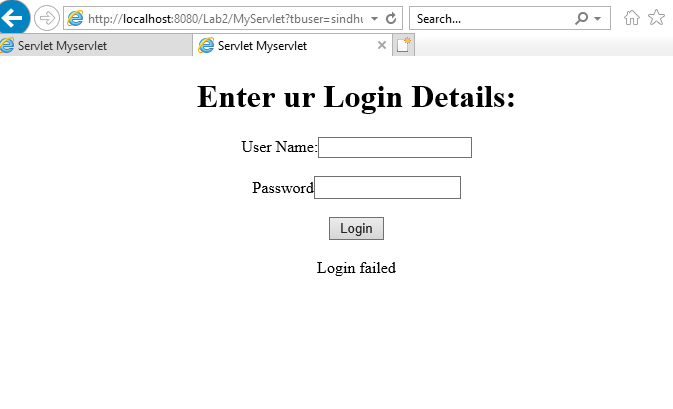 http://localhost:8080/Lab2/MyServlet?tbuser=sindhu
Search...
Servlet Myservlet
Servlet Myservlet
Enter ur Login Details:
User Name:
Password
Login
Login failed